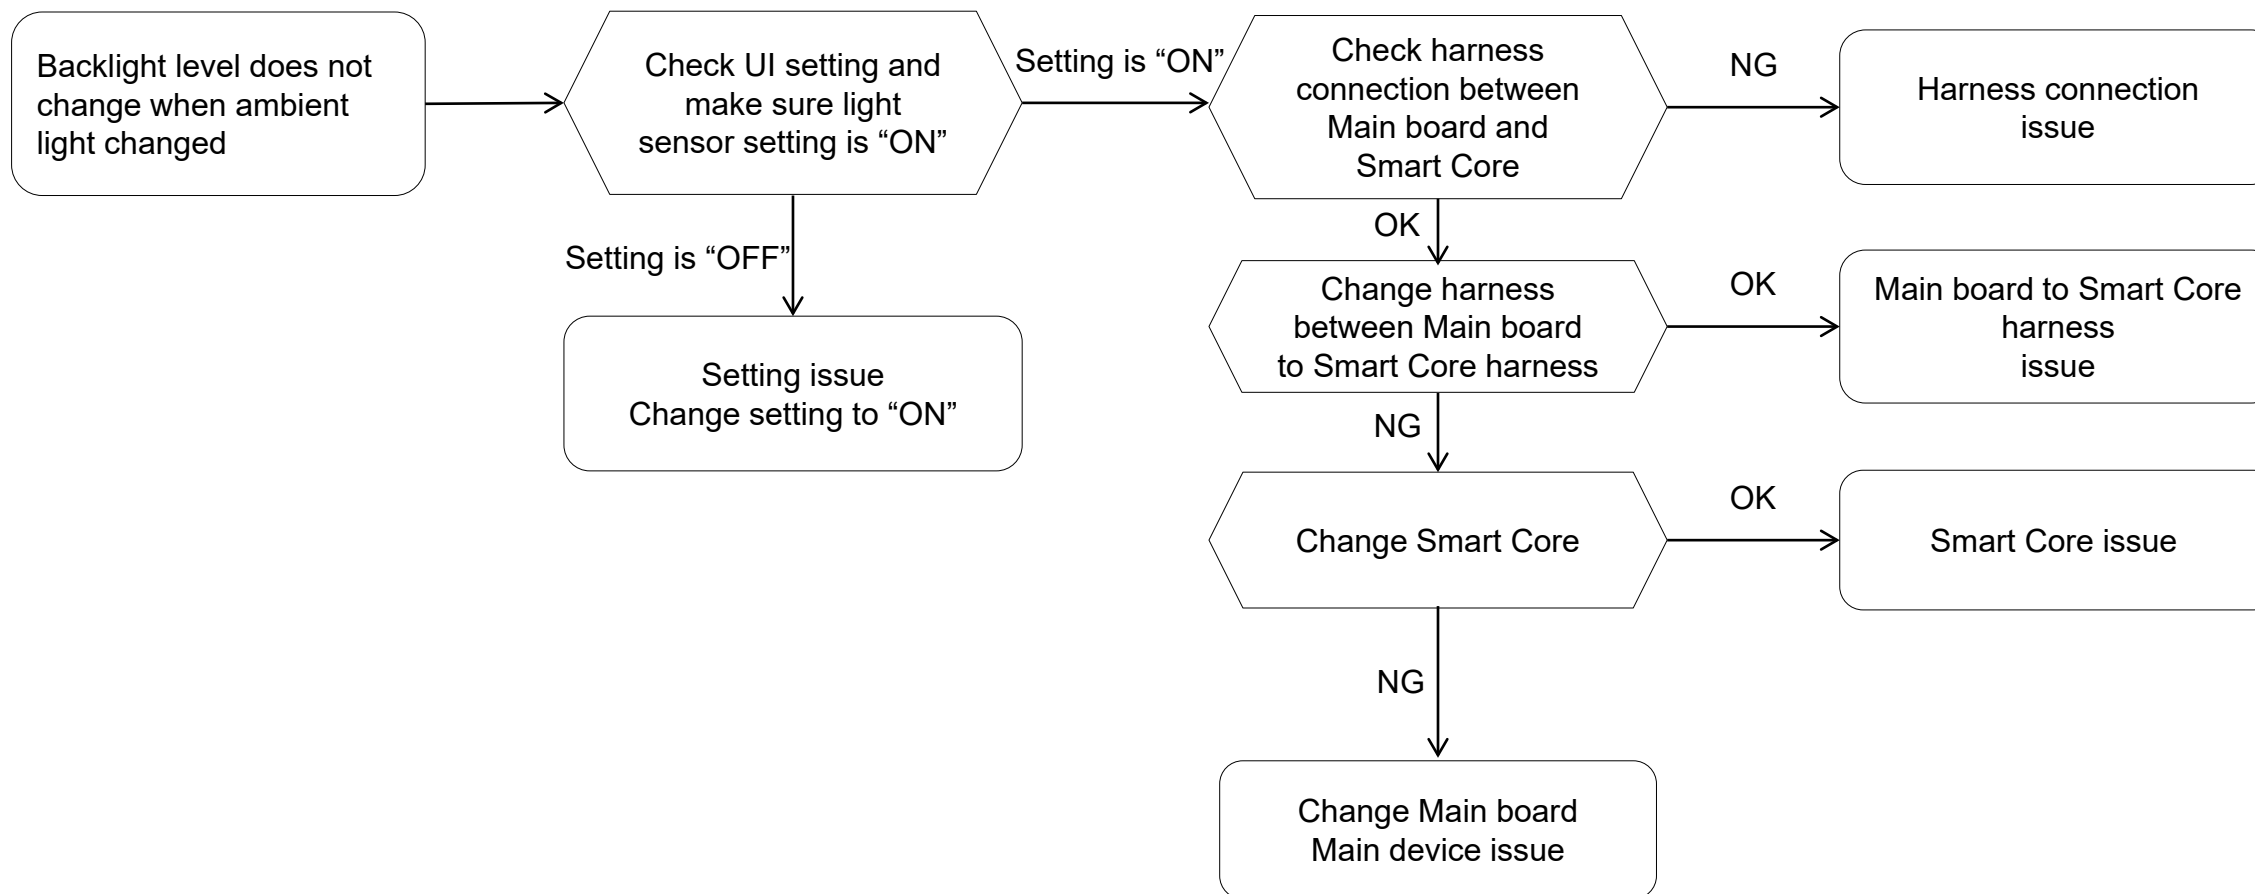 Backlight level does not
change when ambient
light changed
Check UI setting and
make sure light
sensor setting is “ON”
Setting is “ON”
Check harness
connection between
Main board and
Smart Core
NG
Harness connection
issue
Setting is “OFF”
Setting issue
Change setting to “ON”
OK
Change harness
between Main board
to Smart Core harness
OK
Main board to Smart Core
harness
issue
NG
Change Smart Core
OK
Smart Core issue
NG
Change Main board
Main device issue